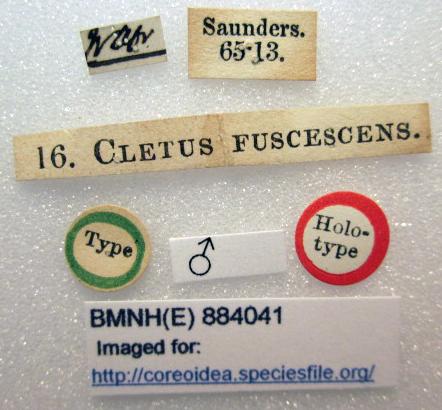 Saunders.
65·13.
16. CLETUS FUSCESCENS.
Type
♂
Holo-
type
BMNH(E) 884041
Imaged for:
http://coreoidea.speciesfile.org/